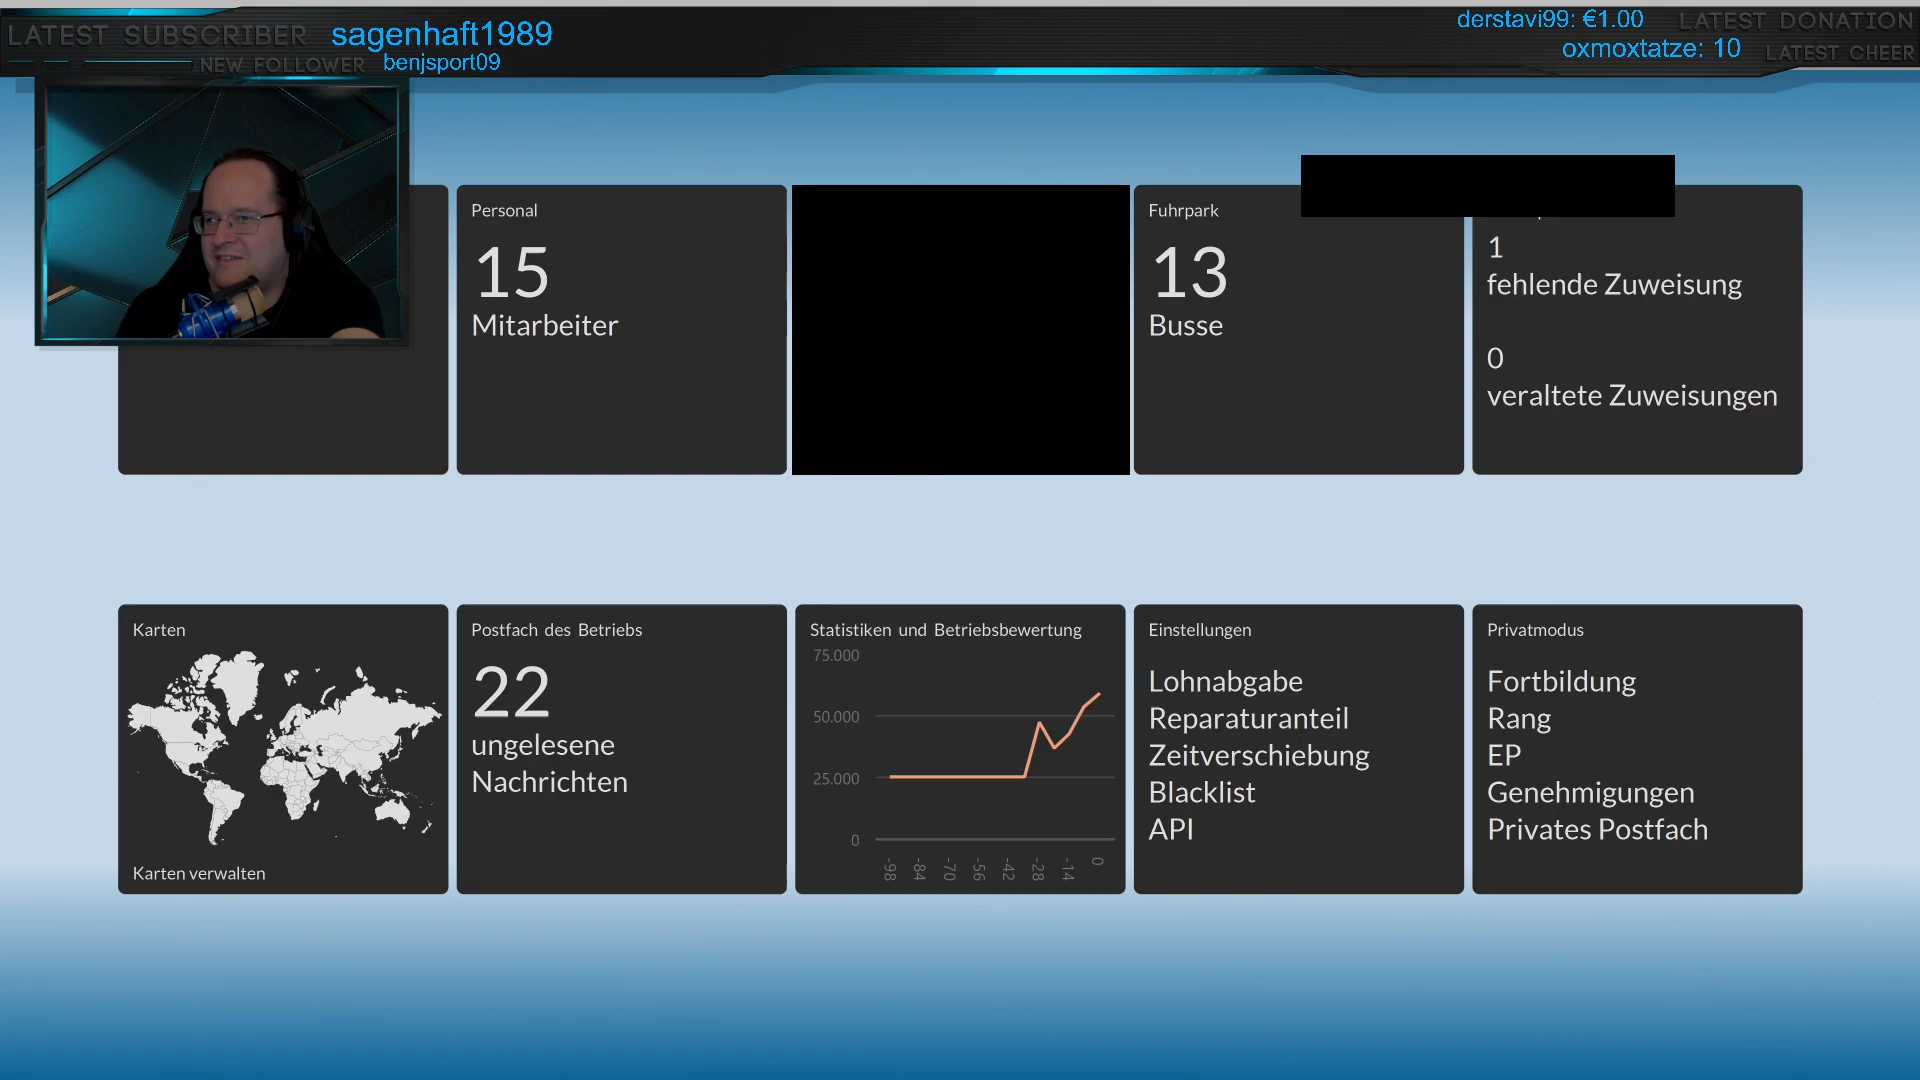 LATEST SUBSCRIBER sagenhaft1989
NEW FOLLOWER benjsport09
derstavi99: €1.00 LATEST DONATION
oxmoxtatze: 10 LATEST CHEER
Personal
15
Mitarbeiter
Fuhrpark
13
Busse
1
fehlende Zuweisung
0
veraltete Zuweisungen
Karten
Karten verwalten
Postfach des Betriebs
22
ungelesene
Nachrichten
Statistiken und Betriebsbewertung
75.000
50.000
25.000
0
-98 -84 -70 -56 -42 -28 -14 0
Einstellungen
Lohnabgabe
Reparaturanteil
Zeitverschiebung
Blacklist
API
Privatmodus
Fortbildung
Rang
EP
Genehmigungen
Privates Postfach